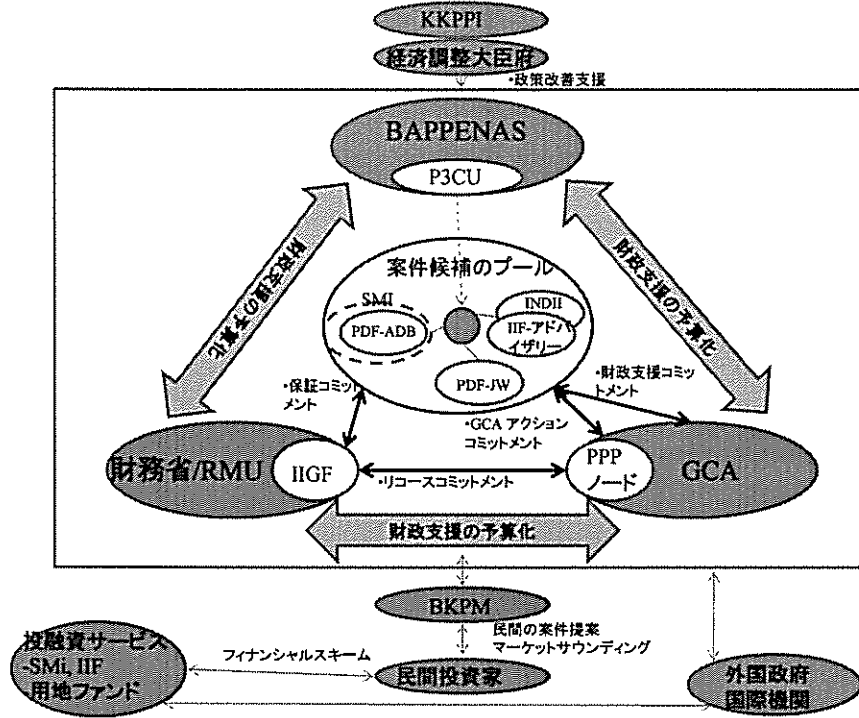 KKPPI
経済調整大臣府
・政策改善支援
BAPPENAS
P3CU
財政支援の予算化
財政支援の予算化
案件候補のプール
SMI
PDF-ADB
INDII
IIF-アドバ
イザリー
PDF-JW
・保証コミット
メント
・財政支援コミッ
トメント
・GCA アクション
コミットメント
財務省/RMU
IIGF
・リコースコミットメント
PPP
ノード
GCA
財政支援の予算化
BKPM
民間の案件提案
マーケットサウンディング
投融資サービス
-SMi, IIF
-用地ファンド
フィナンシャルスキーム
民間投資家
外国政府
国際機関